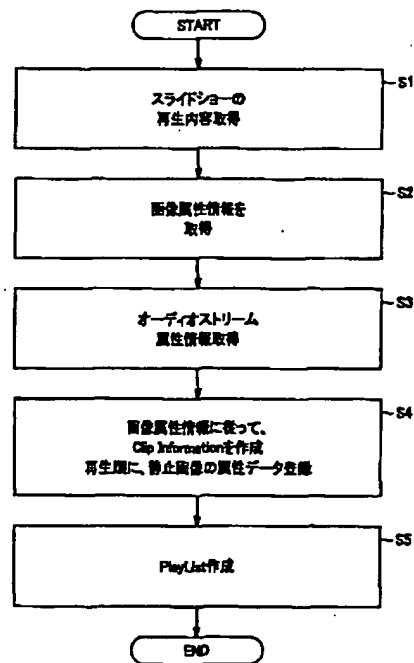 START
S1
スライドショーの
再生内容取得
S2
画像属性情報を
取得
S3
オーディオストリーム
属性情報取得
S4
画像属性情報に従って、
Clip Informationを作成
再生順に、静止画像の属性データ登録
S5
PlayList作成
END